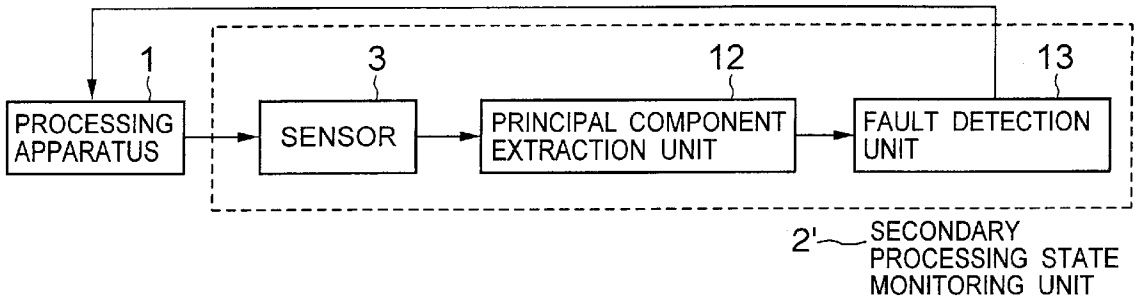 1
3
12
13
PROCESSING
APPARATUS
SENSOR
PRINCIPAL COMPONENT
EXTRACTION UNIT
FAULT DETECTION
UNIT
2' SECONDARY
PROCESSING STATE
MONITORING UNIT